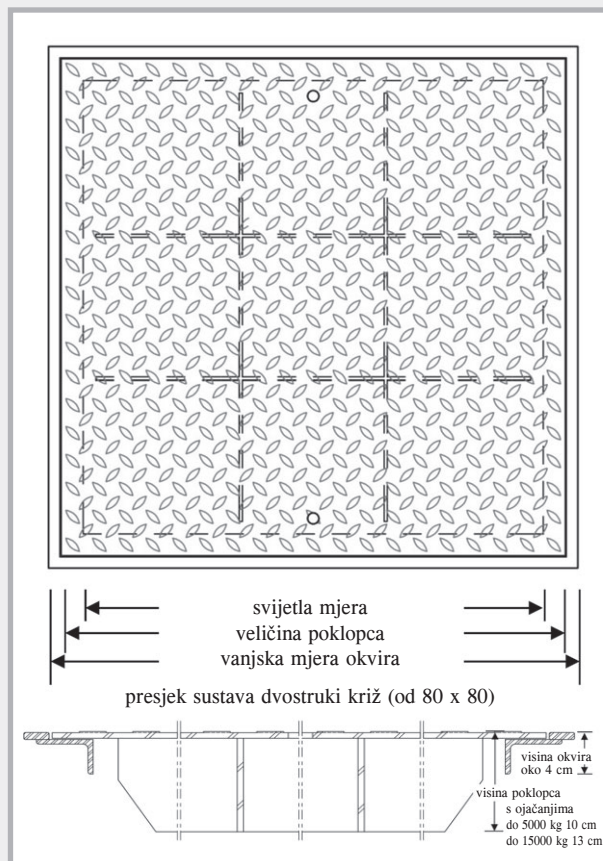 svijetla mjera
veličina poklopca
vanjska mjera okvira
presjek sustava dvostruki križ (od 80 x 80)
visina okvira
oko 4 cm
visina poklopca
s ojačanjima
do 5000 kg 10 cm
do 15000 kg 13 cm